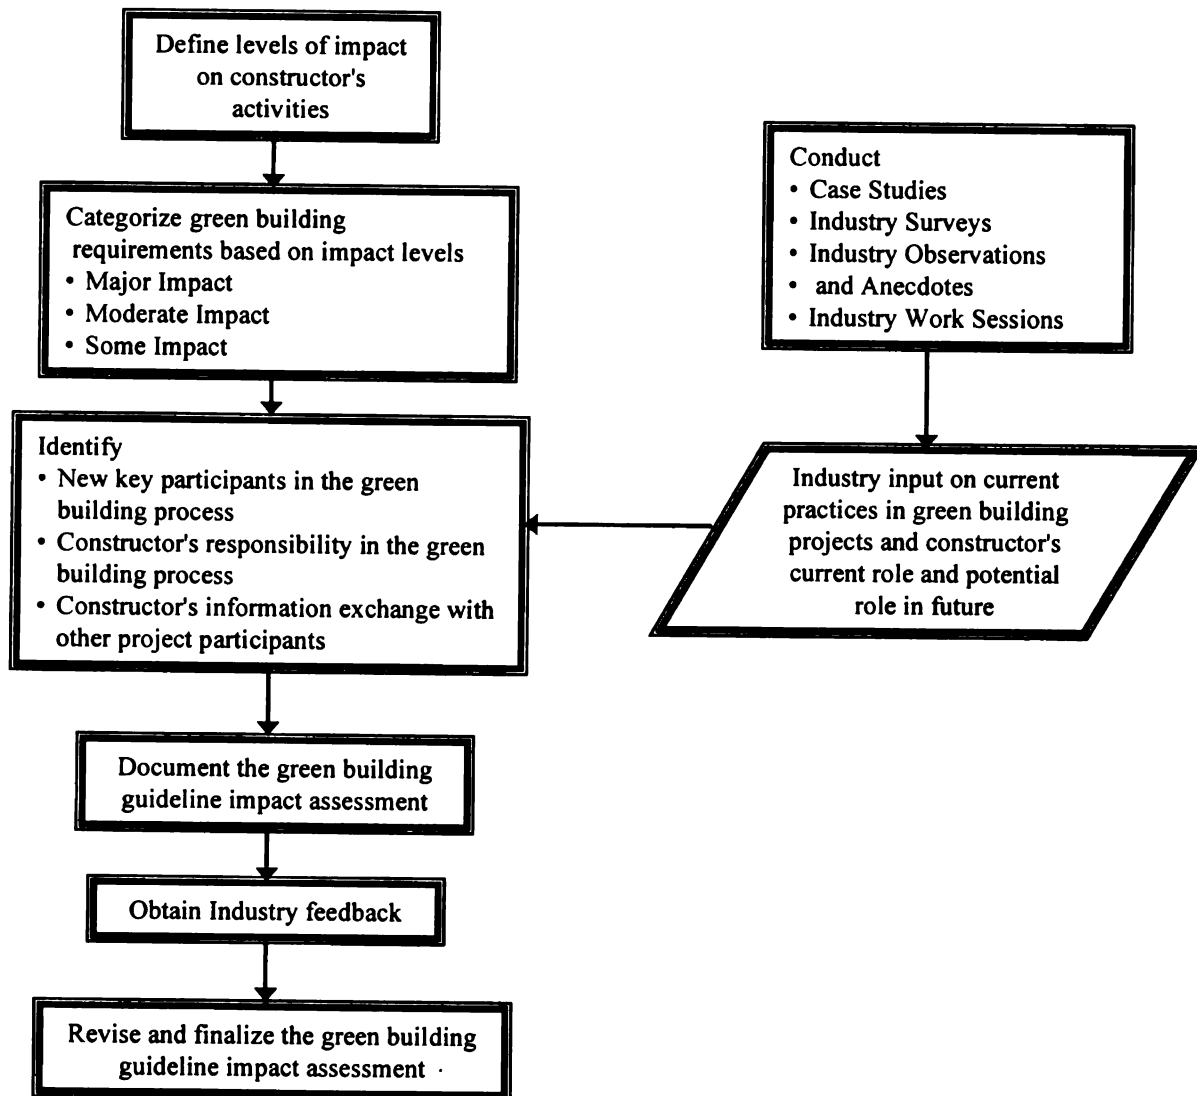 Define levels of impact
on constructor's
activities
Categorize green building
requirements based on impact levels
• Major Impact
• Moderate Impact
• Some Impact
Identify
• New key participants in the green
building process
• Constructor's responsibility in the green
building process
• Constructor's information exchange with
other project participants
Document the green building
guideline impact assessment
Obtain Industry feedback
Revise and finalize the green building
guideline impact assessment
Conduct
• Case Studies
• Industry Surveys
• Industry Observations
• and Anecdotes
• Industry Work Sessions
Industry input on current
practices in green building
projects and constructor's
current role and potential
role in future